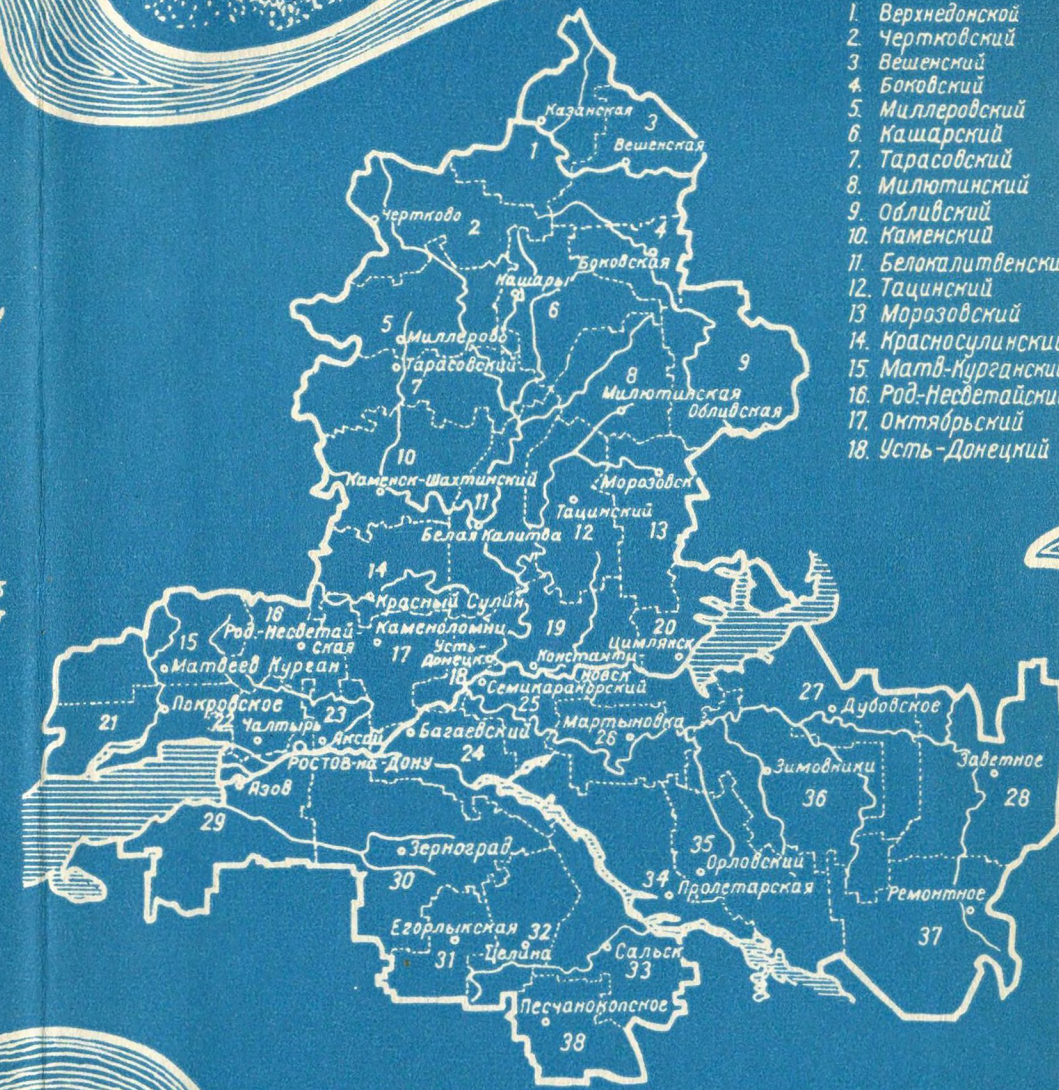 1. Верхнедонской
2 Чертковский
3 Вешенский
4. Боковский
5. Миллеровский
6. Кашарский
7. Тарасовский
8. Милютинский
9. Обливский
10. Каменский
11. Белокалитвенски
12. Тацинский
13 Морозовский
14. Красносулински
15. Матв-Курганский
16. Род-Несветайски
17. Октябрьский
18. Усть-Донецкий
Казанская
3
1
Вешенская
Чертково
2
4
Боковская
Кашары
6
5
Миллерово
Тарасовский
7
8
9
Милютинская
Обливская
10
Каменск-Шахтинский
11
Морозовск
Тацинский
Белая Калитва
12
13
14
Красный Сулин
16
Род.-Несветай
ская
15
Каменоломни
17
19
20
Цимлянск
Усть-
Донецко
Константи-
новск
Матвеев Курган
18
Семикаракорский
25
27
Дубовское
Покровское
21
22
Чалтырь
23
Аксай
Багаевский
24
Мартыновка
26
Ростов-на-Дону
Азов
Зимовники
36
Заветное
28
29
Зерноград
30
35
Орловский
34
Пролетарская
Ремонтное
37
Егорлыкская
31
32
Целина
Сальск
33
Песчанокопское
38